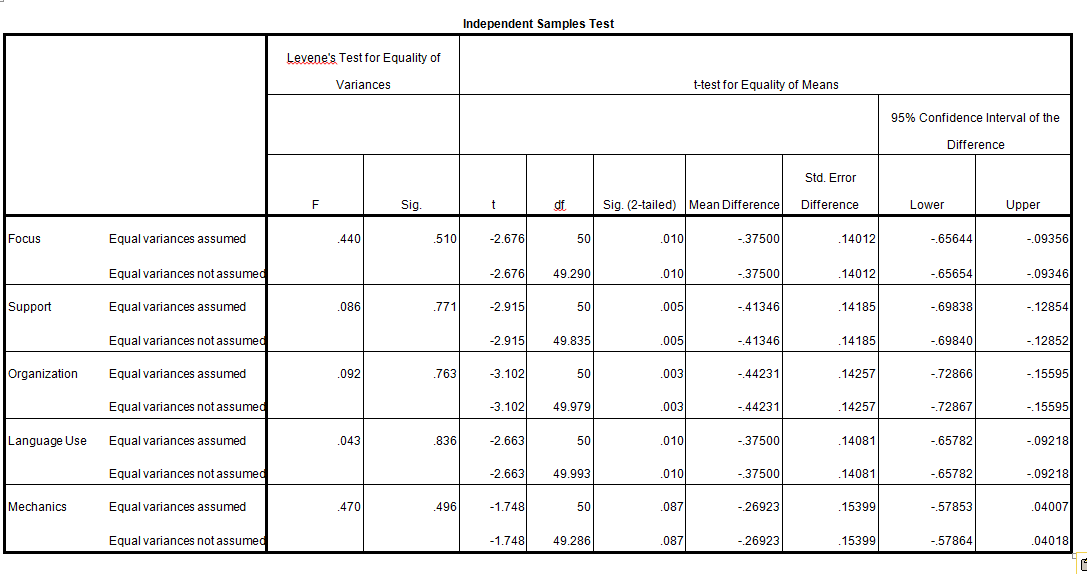 Independent Samples Test
Levene's Test for Equality of
Variances
t-test for Equality of Means
95% Confidence Interval of the
Difference
F Sig. t df Sig. (2-tailed) Mean Difference Std. Error
Difference Lower Upper
Focus Equal variances assumed .440 .510 -2.676 50 .010 -.37500 .14012 -.65644 -.09356
Equal variances not assumed -2.676 49.290 .010 -.37500 .14012 -.65654 -.09346
Support Equal variances assumed .086 .771 -2.915 50 .005 -.41346 .14185 -.69838 -.12854
Equal variances not assumed -2.915 49.835 .005 -.41346 .14185 -.69840 -.12852
Organization Equal variances assumed .092 .763 -3.102 50 .003 -.44231 .14257 -.72866 -.15595
Equal variances not assumed -3.102 49.979 .003 -.44231 .14257 -.72867 -.15595
Language Use Equal variances assumed .043 .836 -2.663 50 .010 -.37500 .14081 -.65782 -.09218
Equal variances not assumed -2.663 49.993 .010 -.37500 .14081 -.65782 -.09218
Mechanics Equal variances assumed .470 .496 -1.748 50 .087 -.26923 .15399 -.57853 .04007
Equal variances not assumed -1.748 49.286 .087 -.26923 .15399 -.57864 .04018